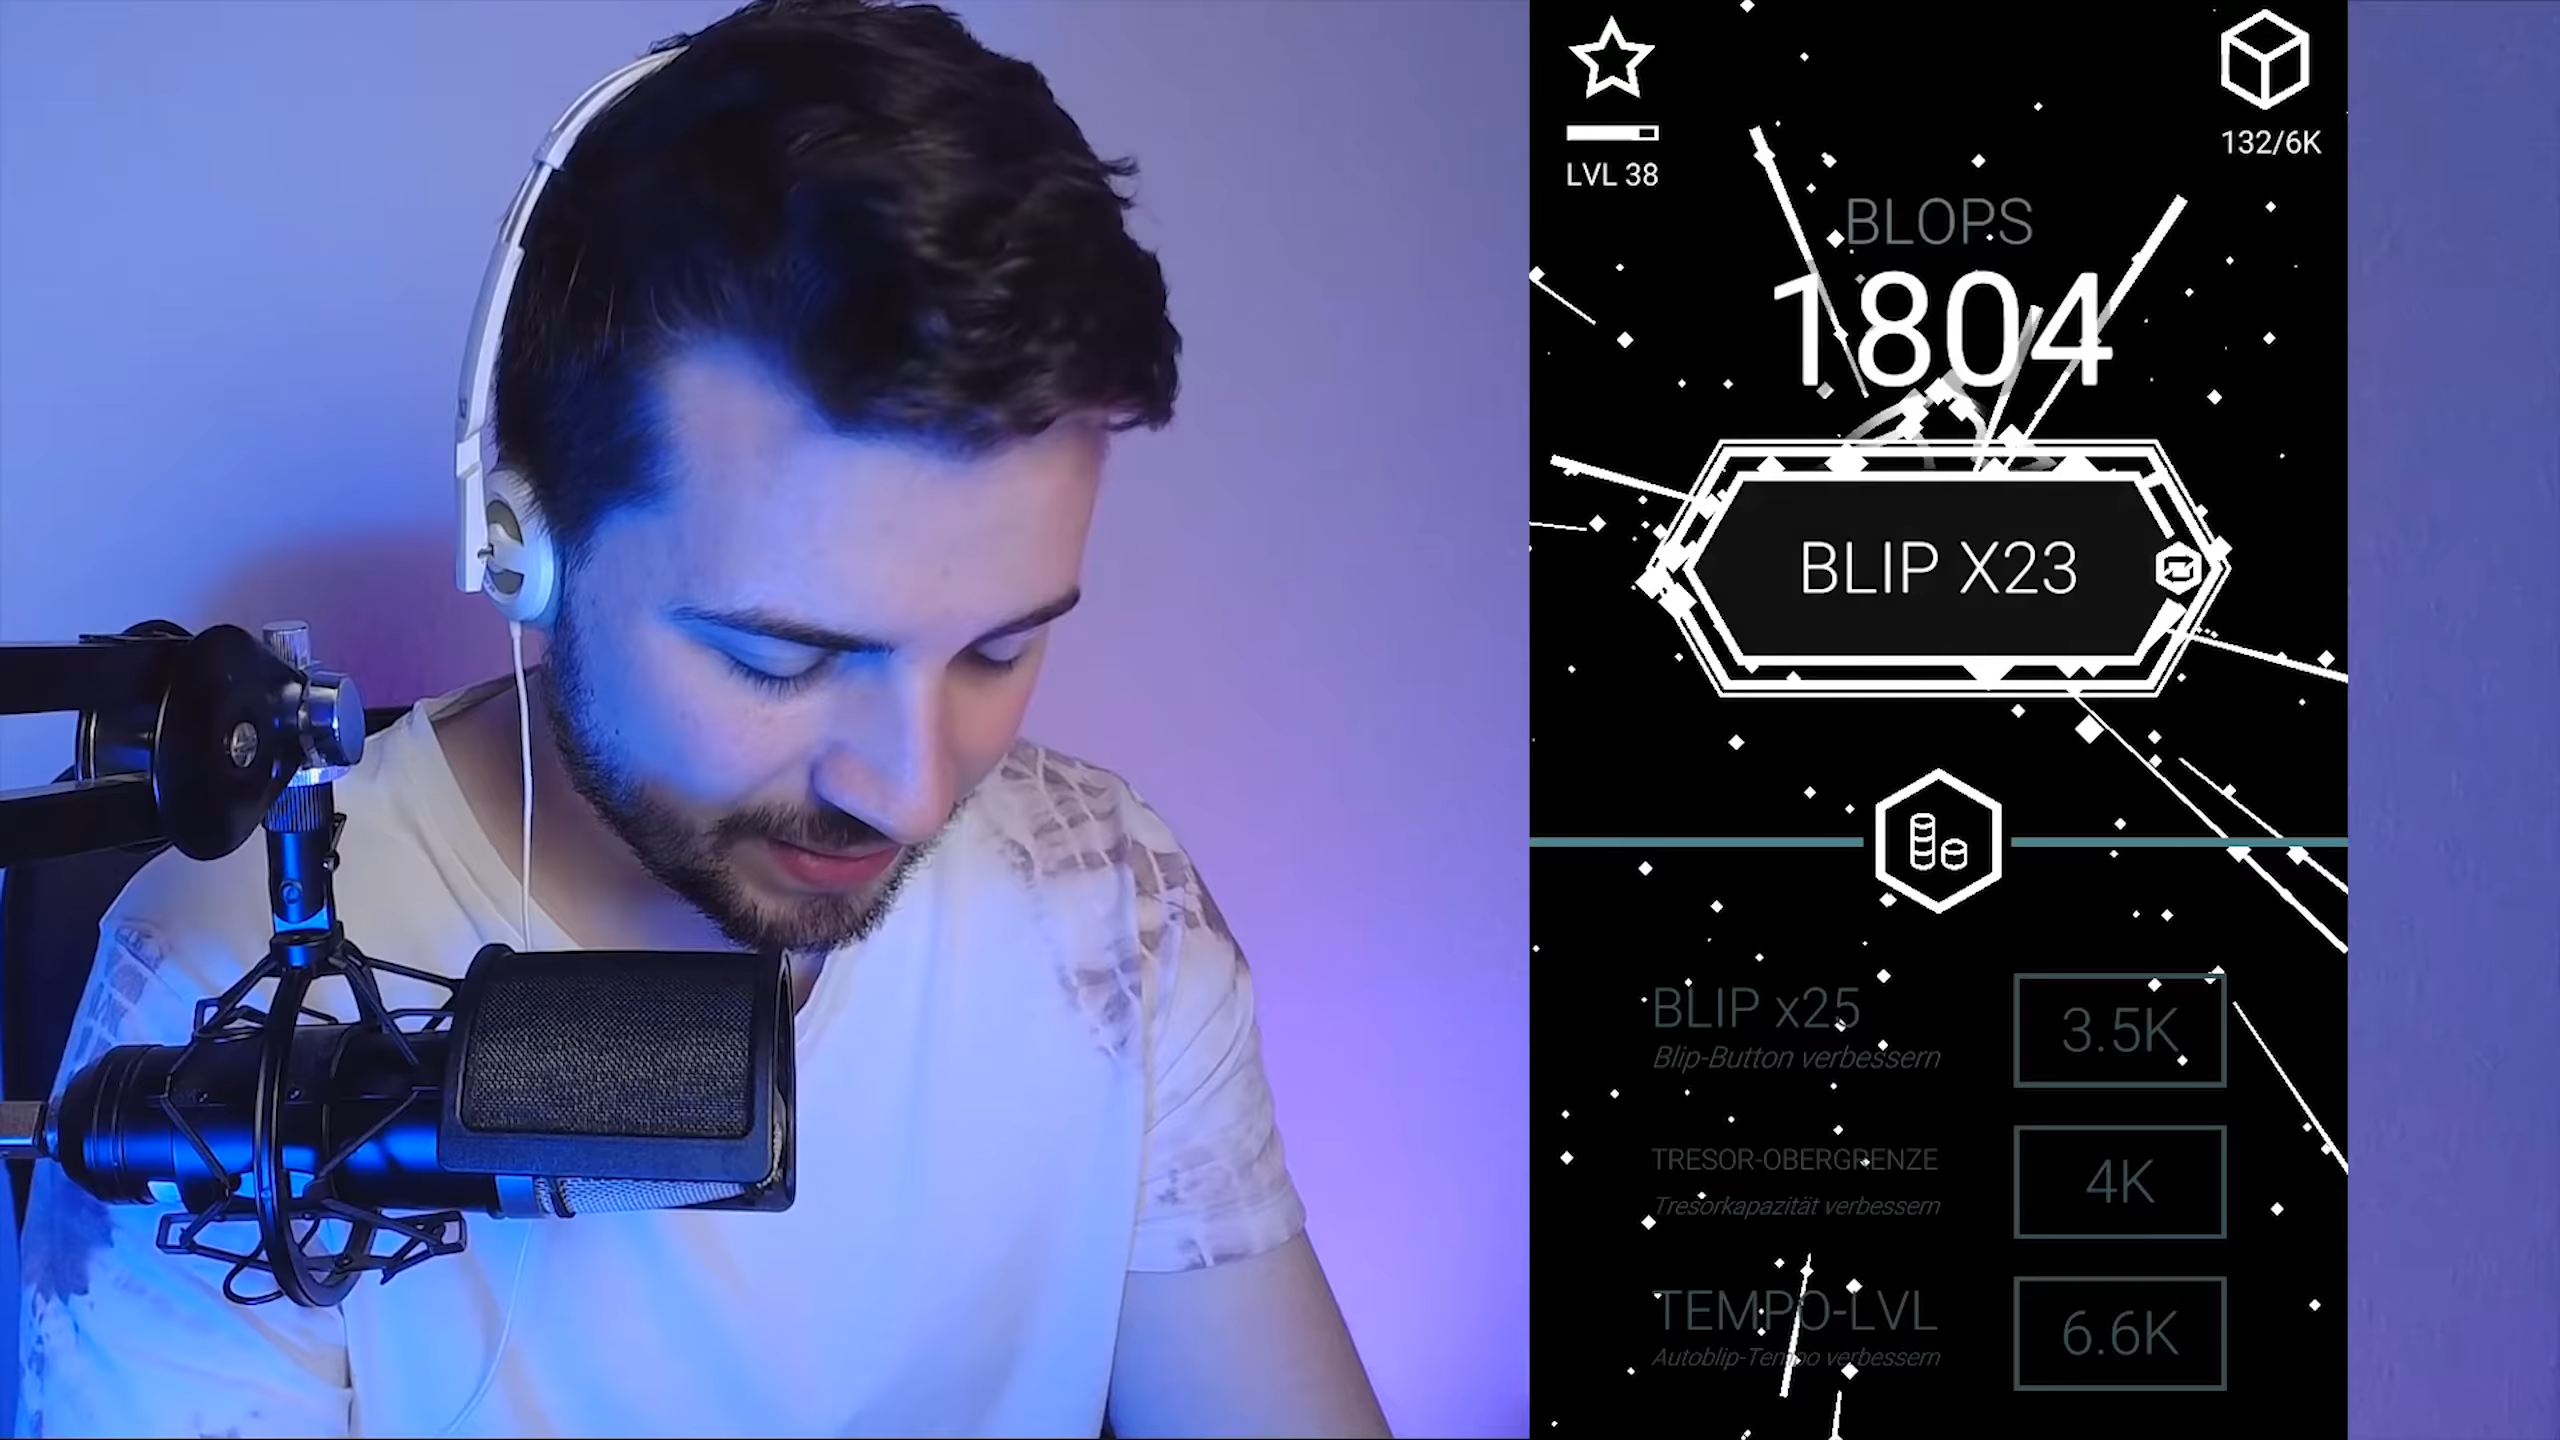 LVL 38
132/6K
BLOPS
1804
BLIP X23
BLIP x25
Blip-Button verbessern
3.5K
TRESOR-OBERGRENZE
Tresorkapazität verbessern
4K
TEMPO-LVL
Autoblip-Tempo verbessern
6.6K